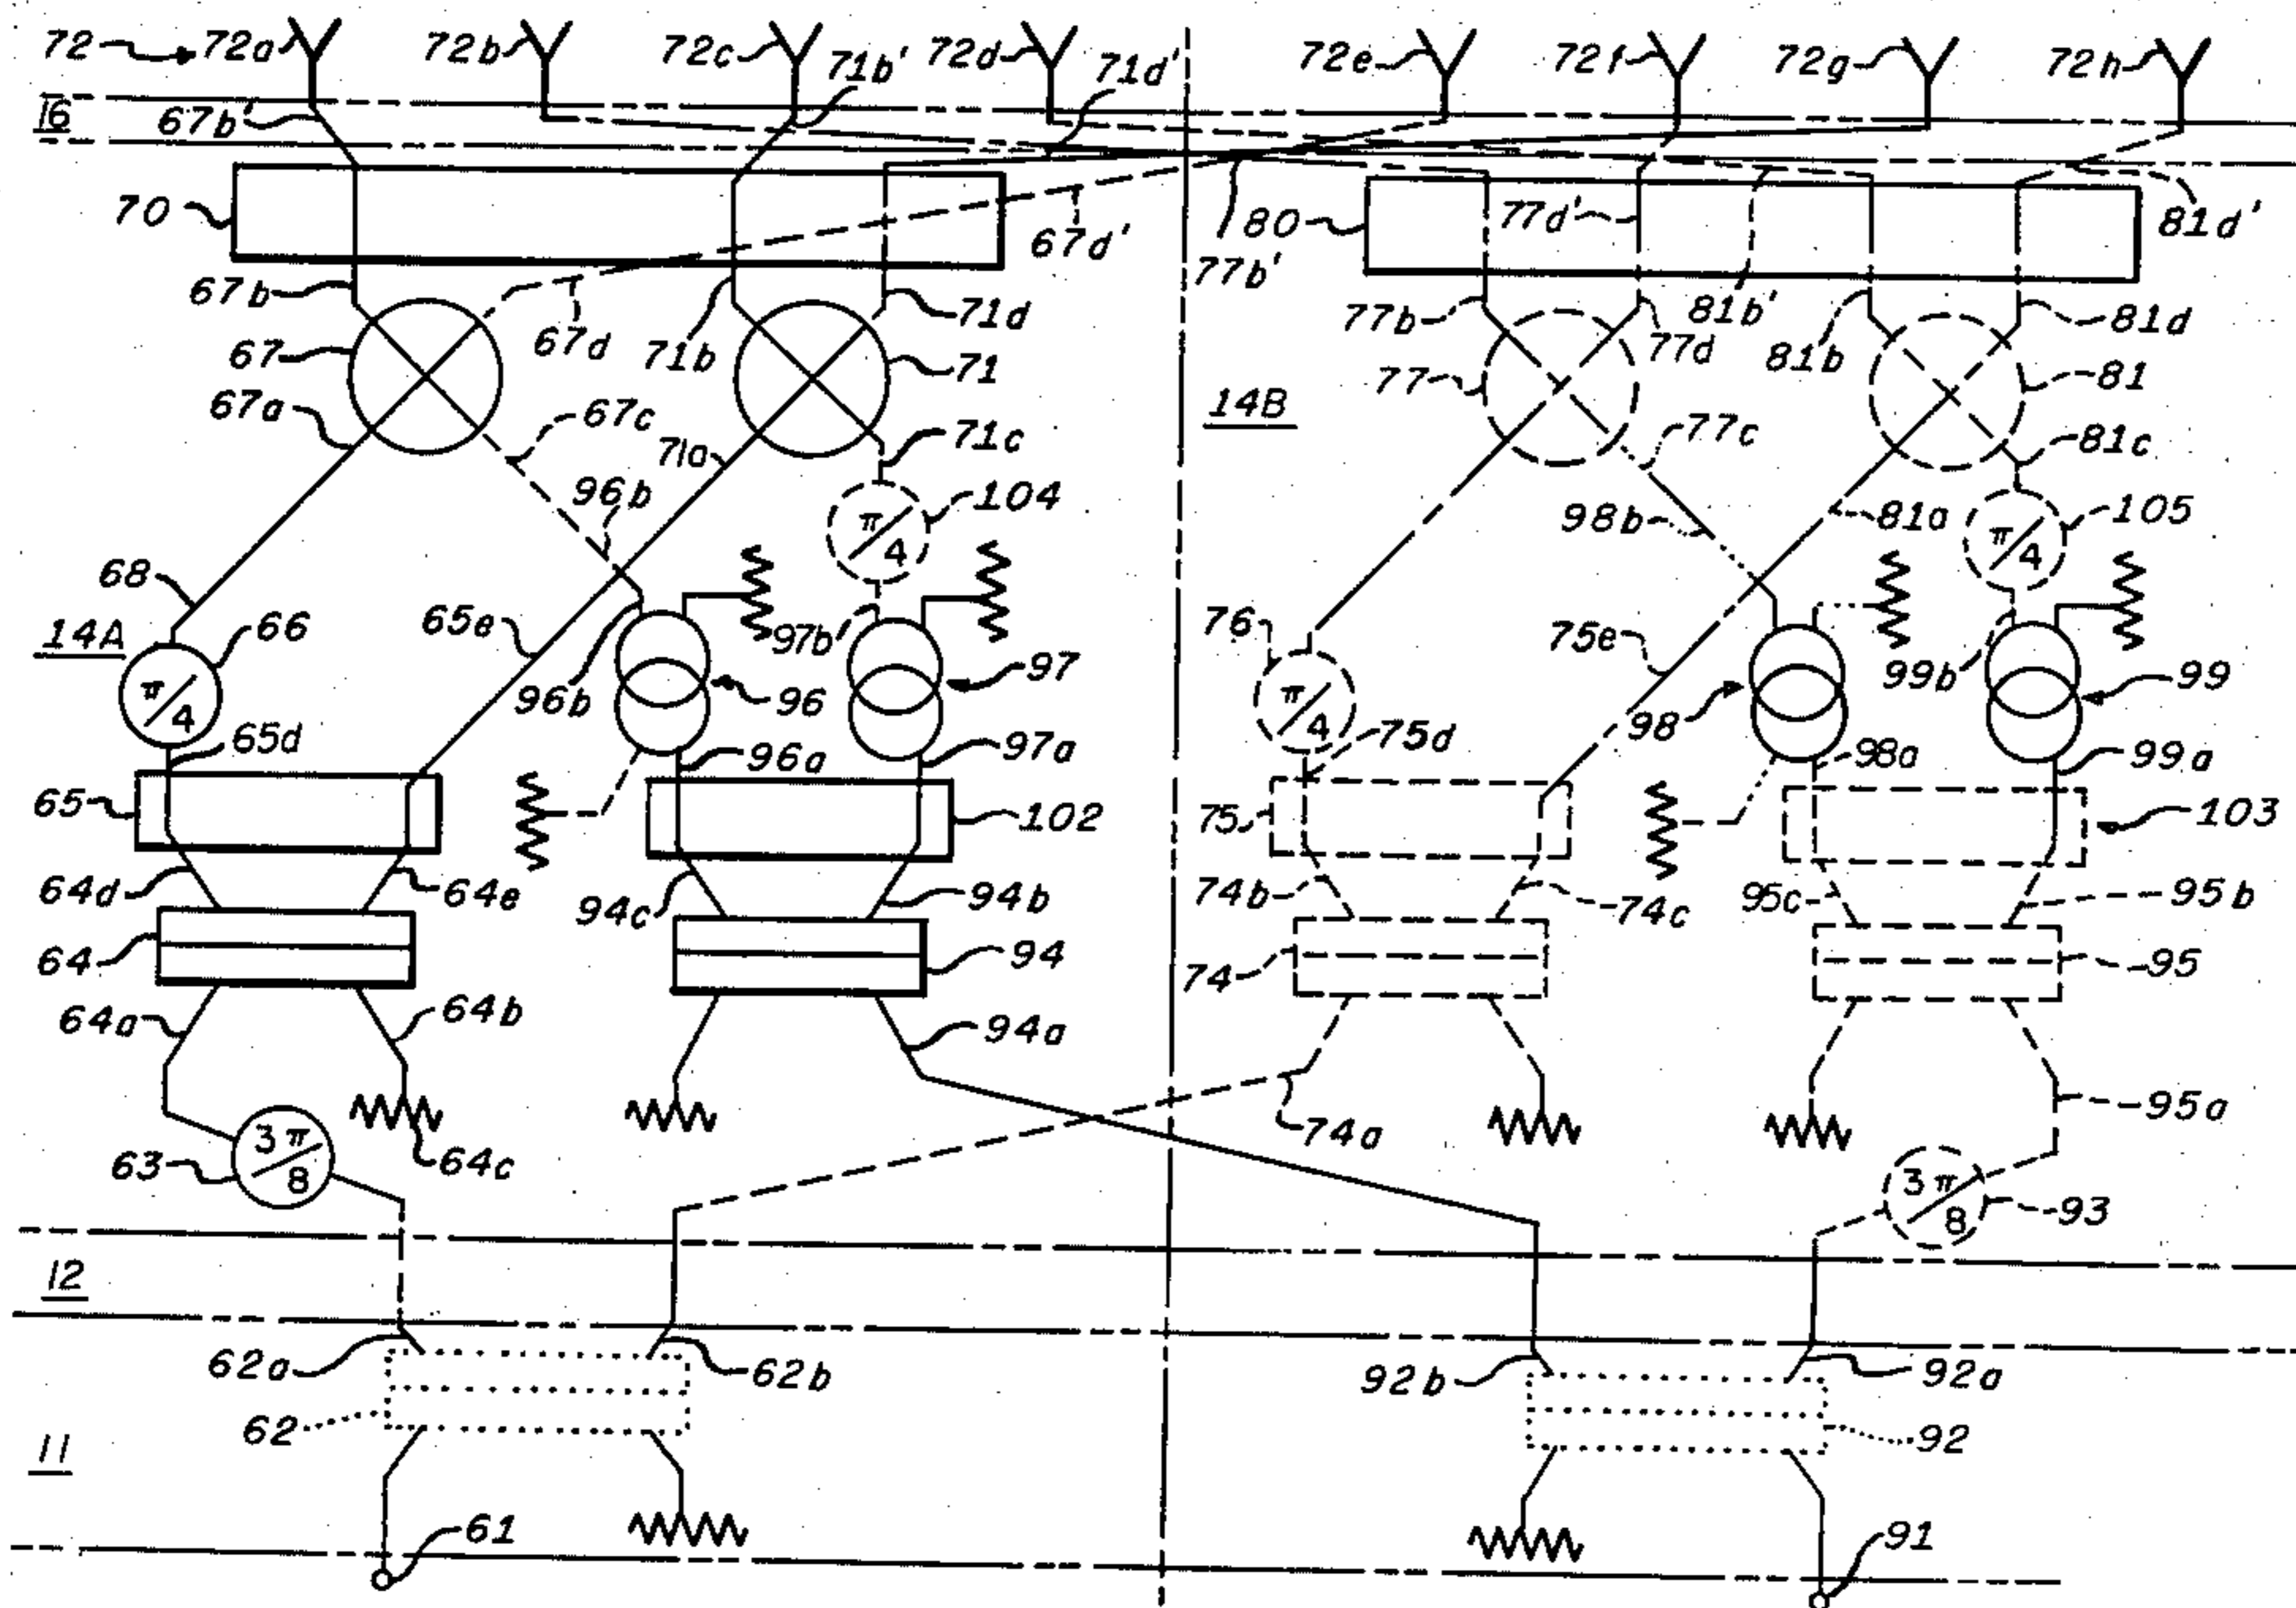 72 72a 72b 72c 71b' 72d 71d' 72e 72f 72g 72h
16 67b'
70 67d' 77b' 80 77d' 81b' 81d'
67b 67d 71b 71d 77b 77d 81b 81d
67 71 77 81
67a 67c 71a 71c 14B 77c 81c
96b 104 98b 81a 105
π/4 π/4
68 66 65e 97b' 76 75e 99b
14A 96b 96 97 98 99
π/4 π/4
65d 96a 97a 75d 98a 99a
65 102 75 103
64d 64e 94c 94b 74b 74c 95c 95b
64 94 74 95
64a 64b 94a
63 3π/8 64c 74a 95a
3π/8 93
12
62a 62b 92b 92a
62 92
11
61 91